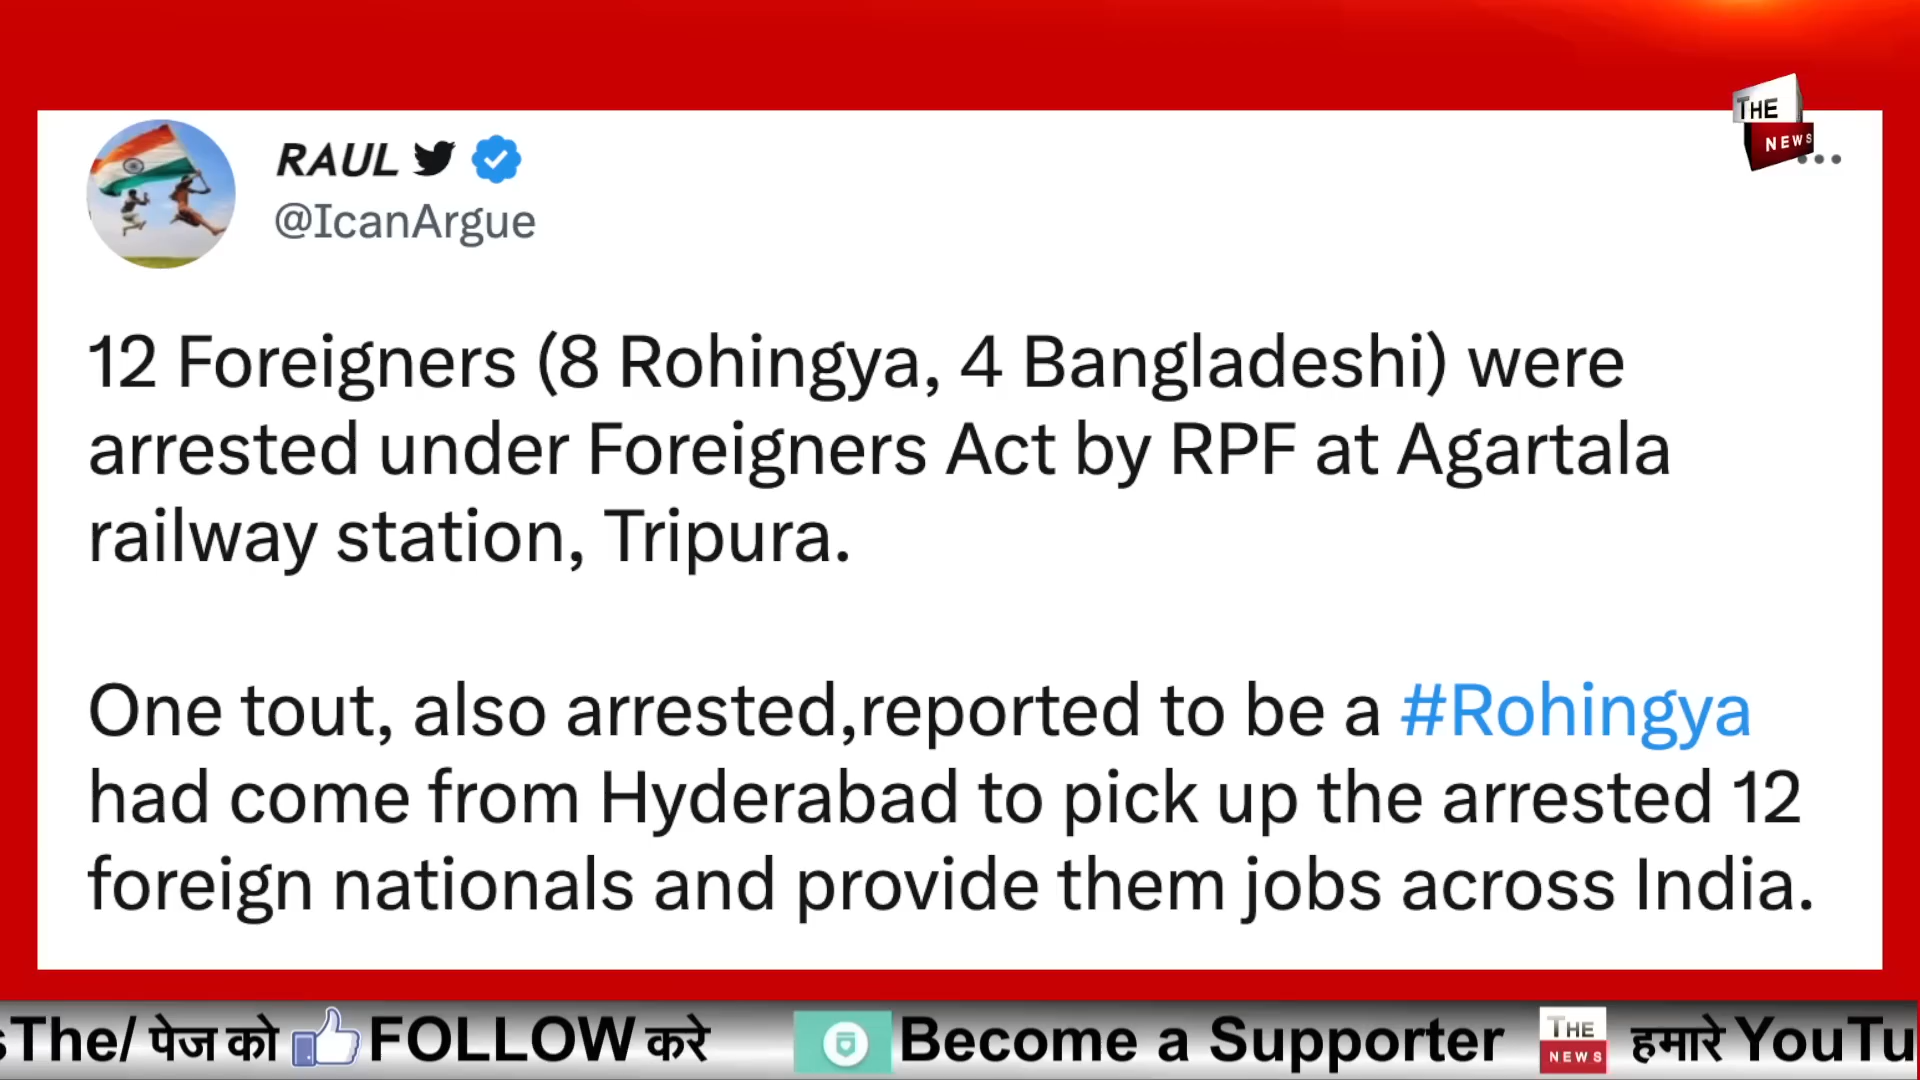 THE
NEWS
RAUL
@IcanArgue
12 Foreigners (8 Rohingya, 4 Bangladeshi) were
arrested under Foreigners Act by RPF at Agartala
railway station, Tripura.
One tout, also arrested,reported to be a #Rohingya
had come from Hyderabad to pick up the arrested 12
foreign nationals and provide them jobs across India.
sThe/ पेज को FOLLOW करे Become a Supporter THE NEWS हमारे YouTu